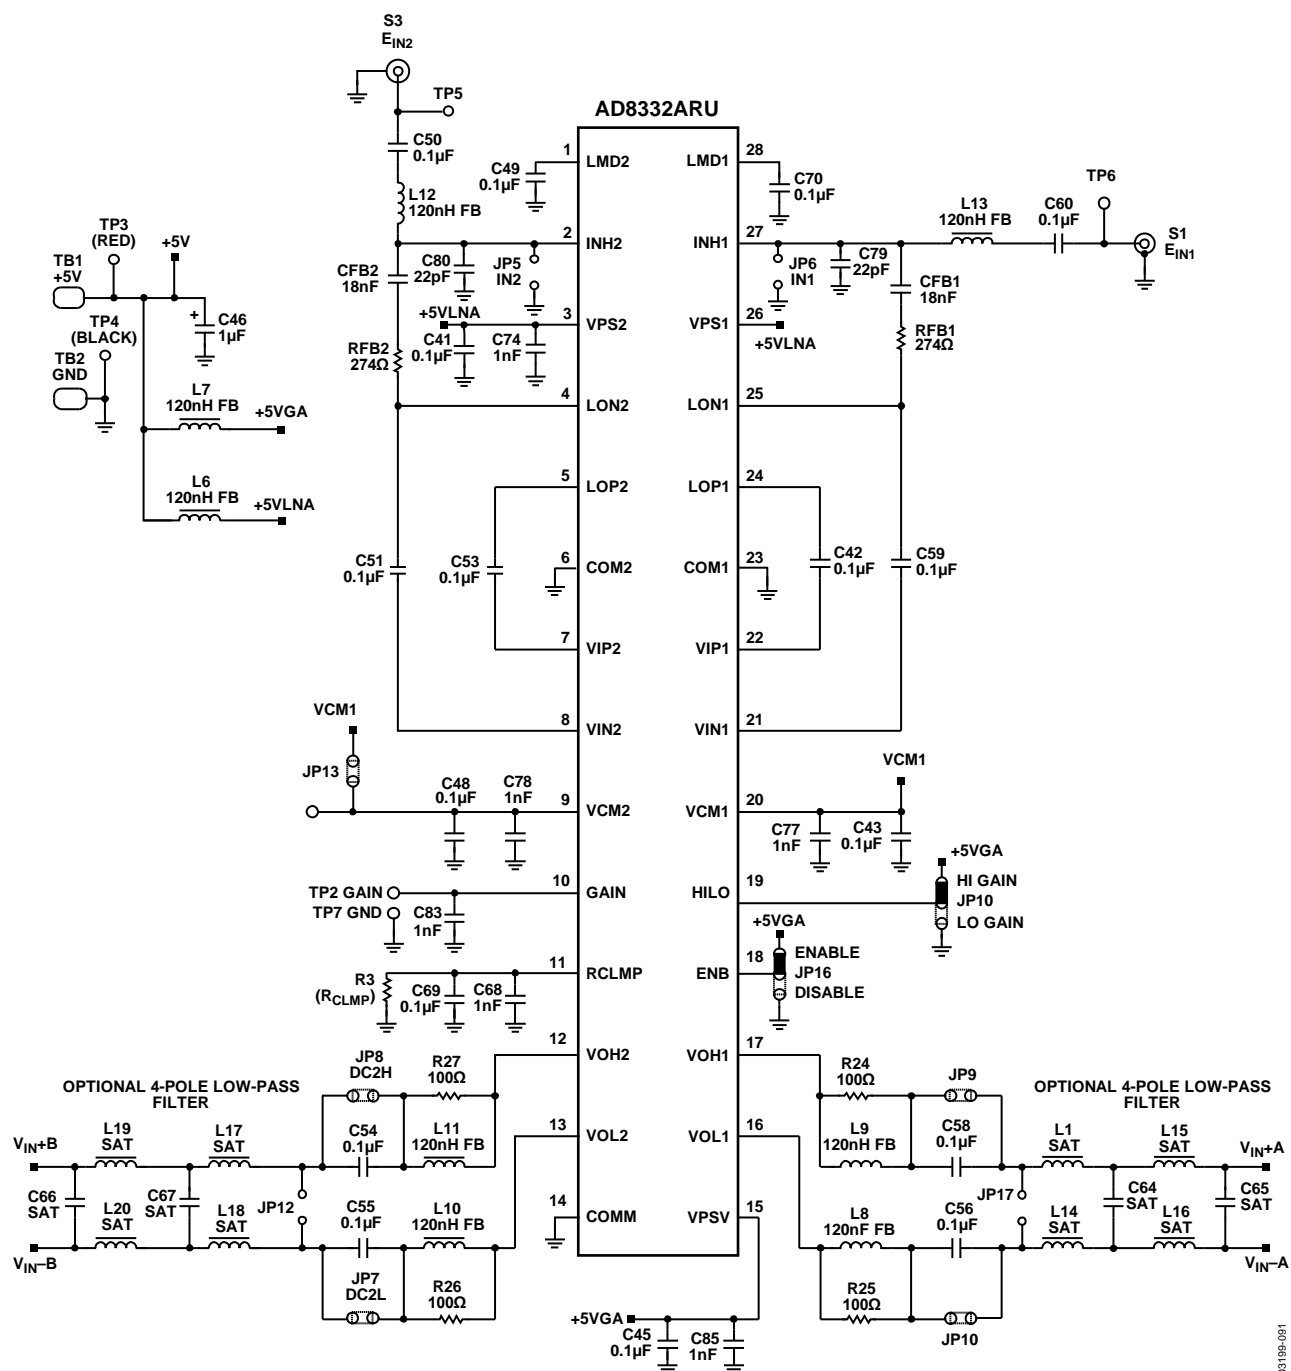 S3
EIN2
TP5
AD8332ARU
C50
0.1µF
1
LMD2
C49
0.1µF
LMD1
28
C70
0.1µF
L12
120nH FB
TP6
L13
120nH FB
C60
0.1µF
S1
EIN1
TP3
(RED)
+5V
TB1
+5V
TP4
(BLACK)
TB2
GND
+
C46
1µF
L7
120nH FB
+5VGA
L6
120nH FB
+5VLNA
2
INH2
C80
22pF
JP5
IN2
CFB2
18nF
INH1
27
JP6
IN1
C79
22pF
CFB1
18nF
+5VLNA
3
VPS2
C41
0.1µF
C74
1nF
RFB2
274Ω
VPS1
26
+5VLNA
RFB1
274Ω
4
LON2
LON1
25
5
LOP2
LOP1
24
C51
0.1µF
C53
0.1µF
6
COM2
COM1
23
C42
0.1µF
C59
0.1µF
7
VIP2
VIP1
22
VCM1
8
VIN2
VIN1
21
JP13
C48
0.1µF
C78
1nF
VCM1
9
VCM2
VCM1
20
C77
1nF
C43
0.1µF
+5VGA
TP2 GAIN
10
GAIN
HILO
19
HI GAIN
JP10
LO GAIN
TP7 GND
C83
1nF
+5VGA
11
RCLMP
ENB
18
ENABLE
JP16
DISABLE
R3
(RCLMP)
C69
0.1µF
C68
1nF
12
VOH2
VOH1
17
OPTIONAL 4-POLE LOW-PASS
FILTER
JP8
DC2H
R27
100Ω
R24
100Ω
JP9
OPTIONAL 4-POLE LOW-PASS
FILTER
13
VOL2
VOL1
16
VIN+B
L19
SAT
L17
SAT
C54
0.1µF
L11
120nH FB
L9
120nH FB
C58
0.1µF
L1
SAT
L15
SAT
VIN+A
C66
SAT
L20
SAT
C67
SAT
L18
SAT
JP12
C55
0.1µF
L10
120nH FB
14
COMM
VPSV
15
L8
120nF FB
C56
0.1µF
JP17
L14
SAT
C64
SAT
L16
SAT
C65
SAT
VIN–B
VIN–A
JP7
DC2L
R26
100Ω
R25
100Ω
JP10
+5VGA
C45
0.1µF
C85
1nF
03199-091